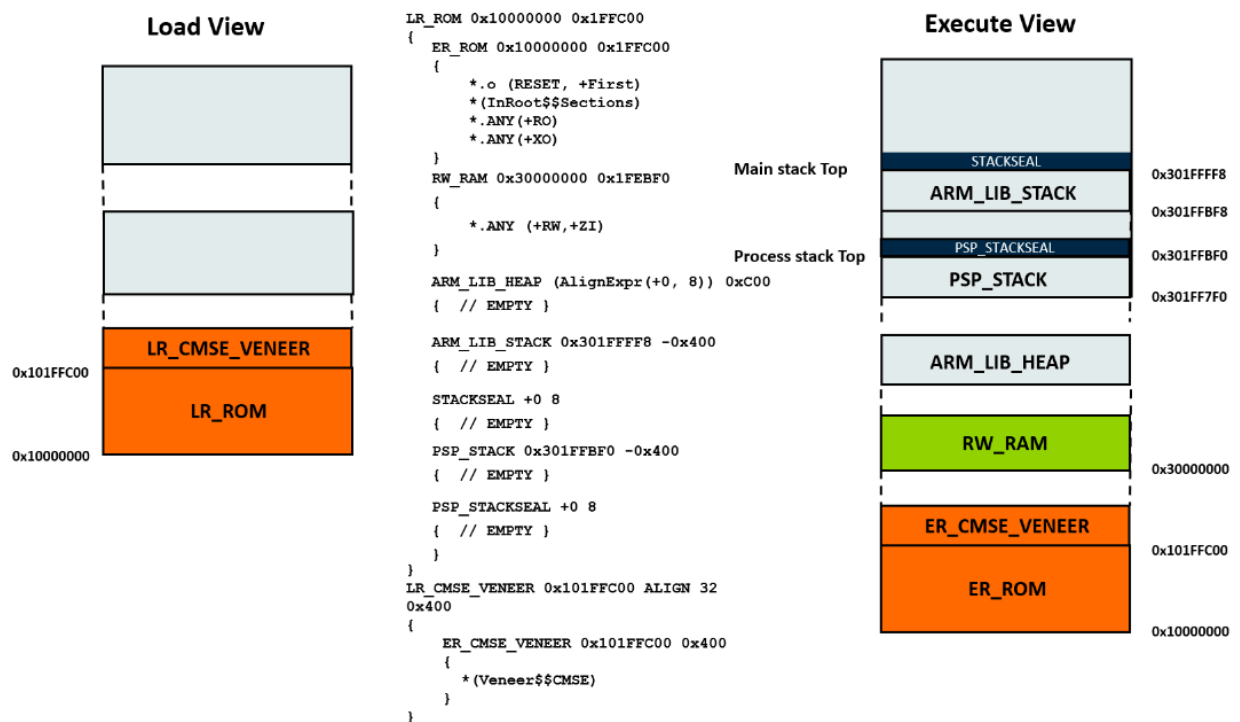 Load View
LR_CMSE_VENEER
0x101FFC00
LR_ROM
0x10000000
LR_ROM 0x10000000 0x1FFC00
{
ER_ROM 0x10000000 0x1FFC00
{
*.o (RESET, +First)
*(InRoot$$Sections)
*.ANY(+RO)
*.ANY(+XO)
}
RW_RAM 0x30000000 0x1FEBF0
{
*.ANY (+RW,+ZI)
}
ARM_LIB_HEAP (AlignExpr(+0, 8)) 0xC00
{ // EMPTY }
ARM_LIB_STACK 0x301FFFF8 -0x400
{ // EMPTY }
STACKSEAL +0 8
{ // EMPTY }
PSP_STACK 0x301FFBF0 -0x400
{ // EMPTY }
PSP_STACKSEAL +0 8
{ // EMPTY }
}
}
LR_CMSE_VENEER 0x101FFC00 ALIGN 32
0x400
{
ER_CMSE_VENEER 0x101FFC00 0x400
{
*(Veneer$$CMSE)
}
}
Execute View
STACKSEAL
Main stack Top
0x301FFFF8
ARM_LIB_STACK
0x301FFBF8
PSP_STACKSEAL
Process stack Top
0x301FFBF0
PSP_STACK
0x301FF7F0
ARM_LIB_HEAP
RW_RAM
0x30000000
ER_CMSE_VENEER
0x101FFC00
ER_ROM
0x10000000